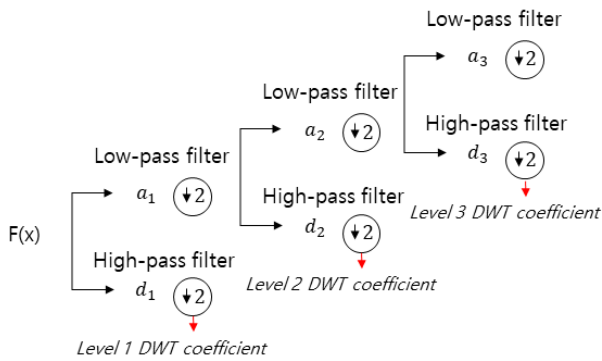 Low-pass filter
a₃ ↓2
Low-pass filter
a₂ ↓2
High-pass filter
d₃ ↓2
Level 3 DWT coefficient
Low-pass filter
a₁ ↓2
High-pass filter
d₂ ↓2
Level 2 DWT coefficient
F(x)
High-pass filter
d₁ ↓2
Level 1 DWT coefficient